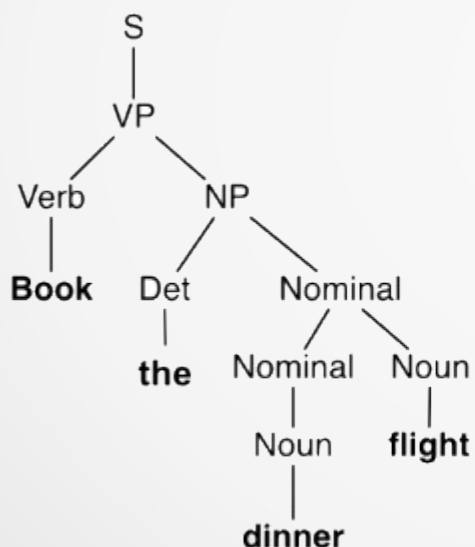 S
VP
Verb NP
Book Det Nominal
the Nominal Noun
Noun flight
dinner